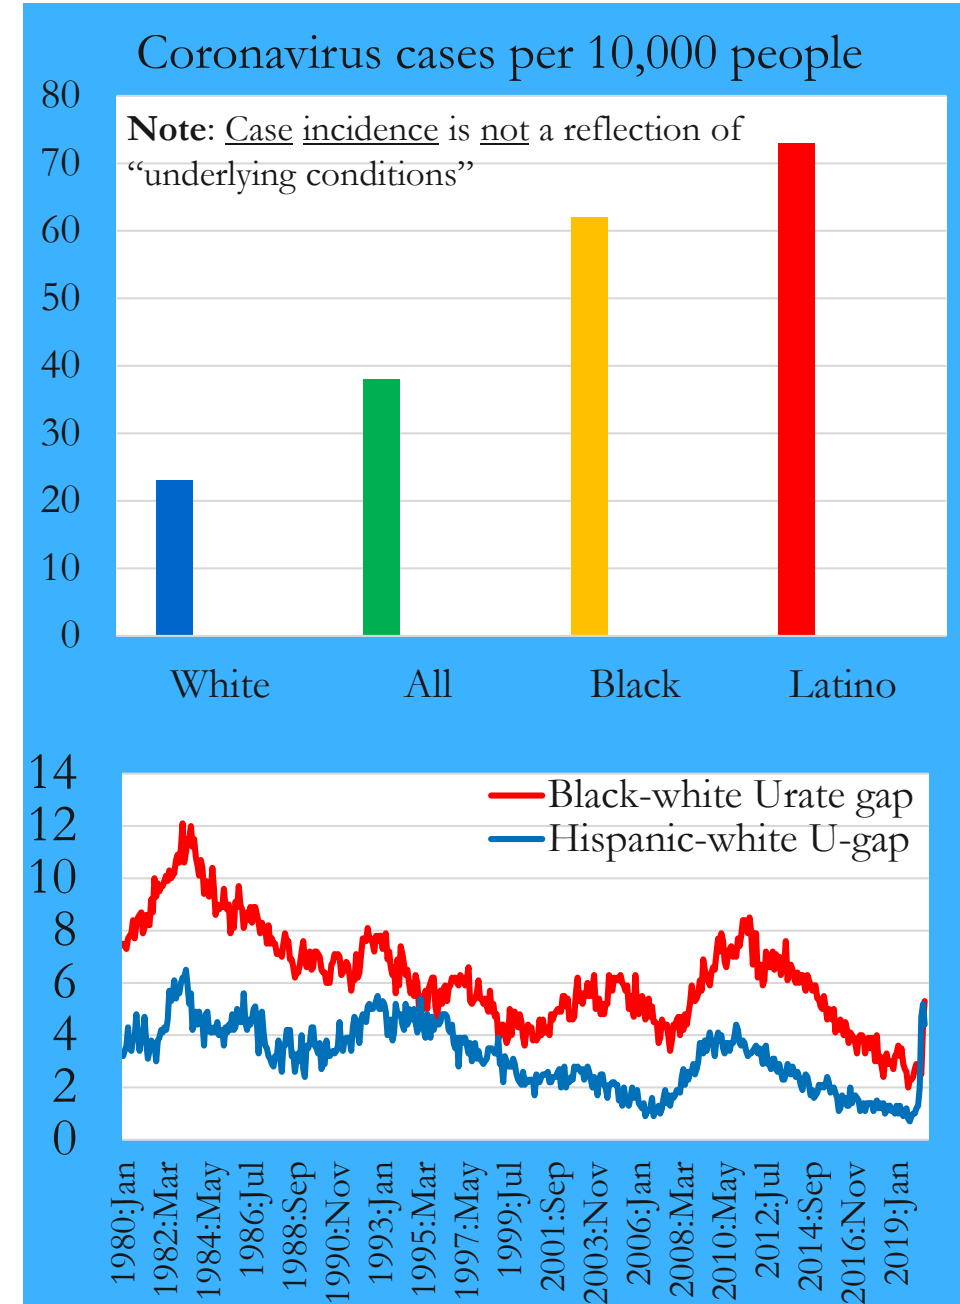 Coronavirus cases per 10,000 people
80
Note: Case incidence is not a reflection of
70
“underlying conditions”
60
50
40
30
20
10
0
White All Black Latino
14
Black-white Urate gap
12
Hispanic-white U-gap
10
8
6
4
2
0
1980:Jan
1982:Mar
1984:May
1986:Jul
1988:Sep
1990:Nov
1993:Jan
1995:Mar
1997:May
1999:Jul
2001:Sep
2003:Nov
2006:Jan
2008:Mar
2010:May
2012:Jul
2014:Sep
2016:Nov
2019:Jan